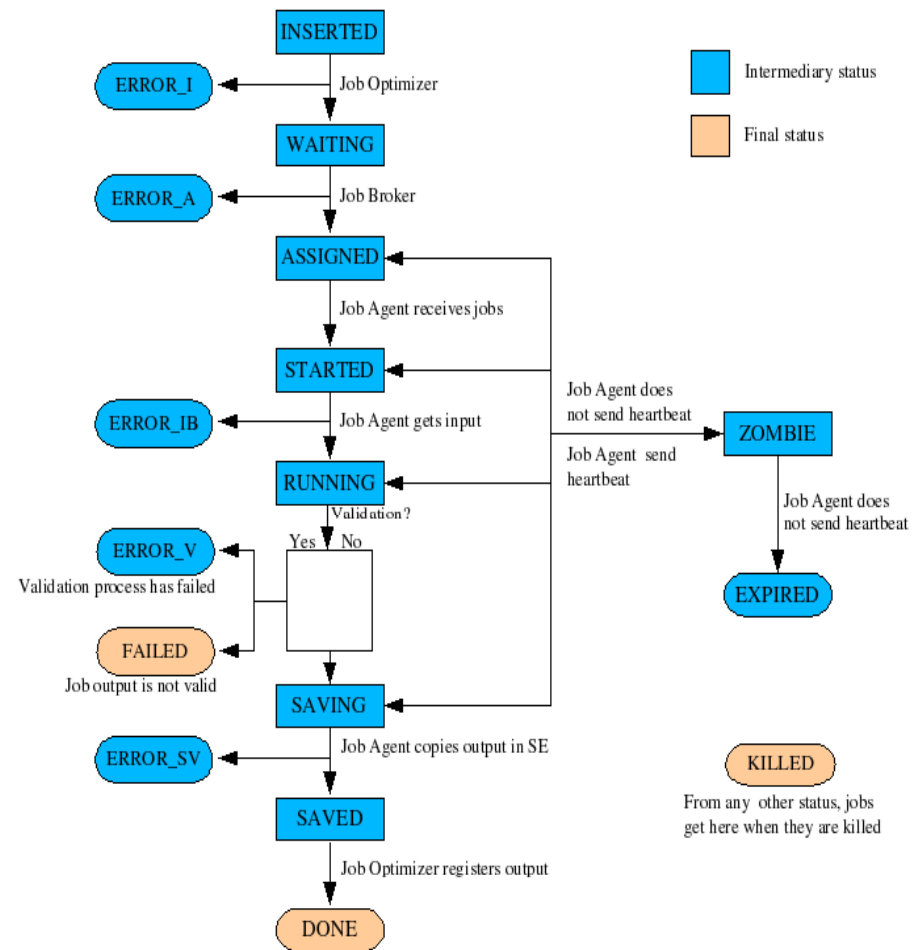 INSERTED
Intermediary status
ERROR_I
Job Optimizer
Final status
WAITING
ERROR_A
Job Broker
ASSIGNED
Job Agent receives jobs
STARTED
Job Agent does
not send heartbeat
ERROR_IB
Job Agent gets input
ZOMBIE
Job Agent send
heartbeat
RUNNING
Validation?
Job Agent does
not send heartbeat
Yes No
ERROR_V
Validation process has failed
EXPIRED
FAILED
Job output is not valid
SAVING
Job Agent copies output in SE
ERROR_SV
KILLED
From any other status, jobs
get here when they are killed
SAVED
Job Optimizer registers output
DONE